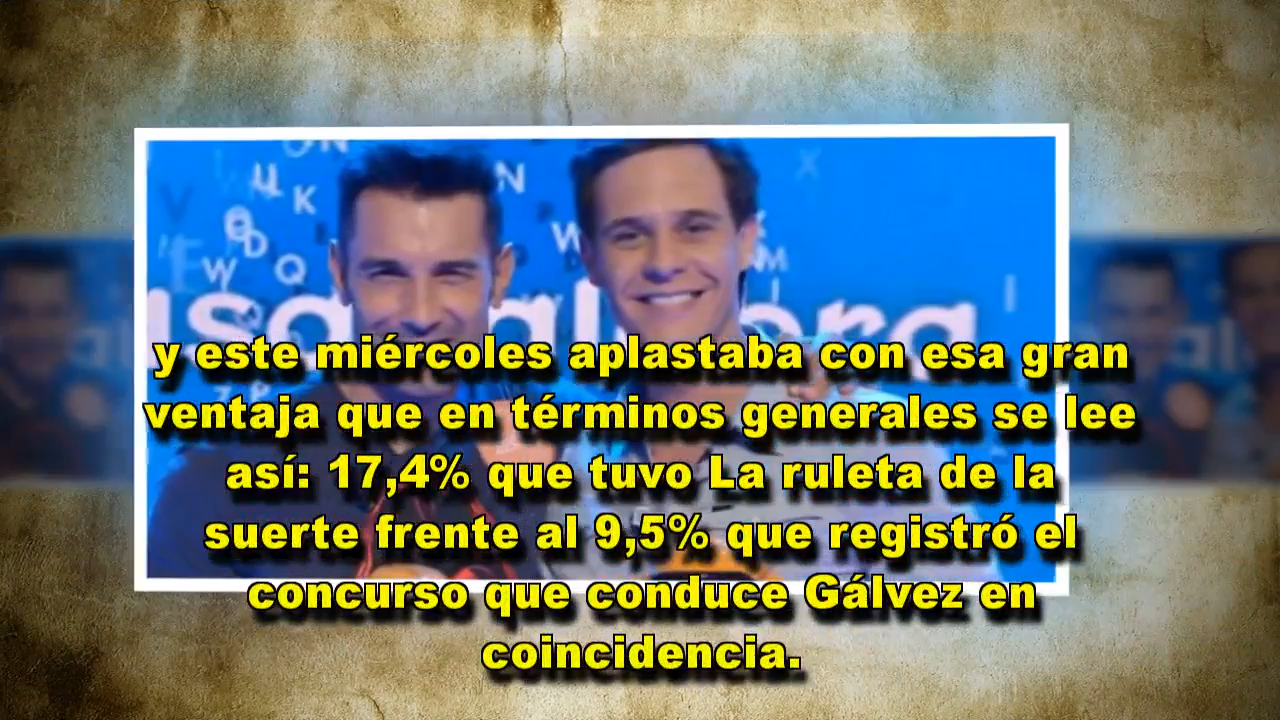 y este miércoles aplastaba con esa gran
ventaja que en términos generales se lee
así: 17,4% que tuvo La ruleta de la
suerte frente al 9,5% que registró el
concurso que conduce Gálvez en
coincidencia.